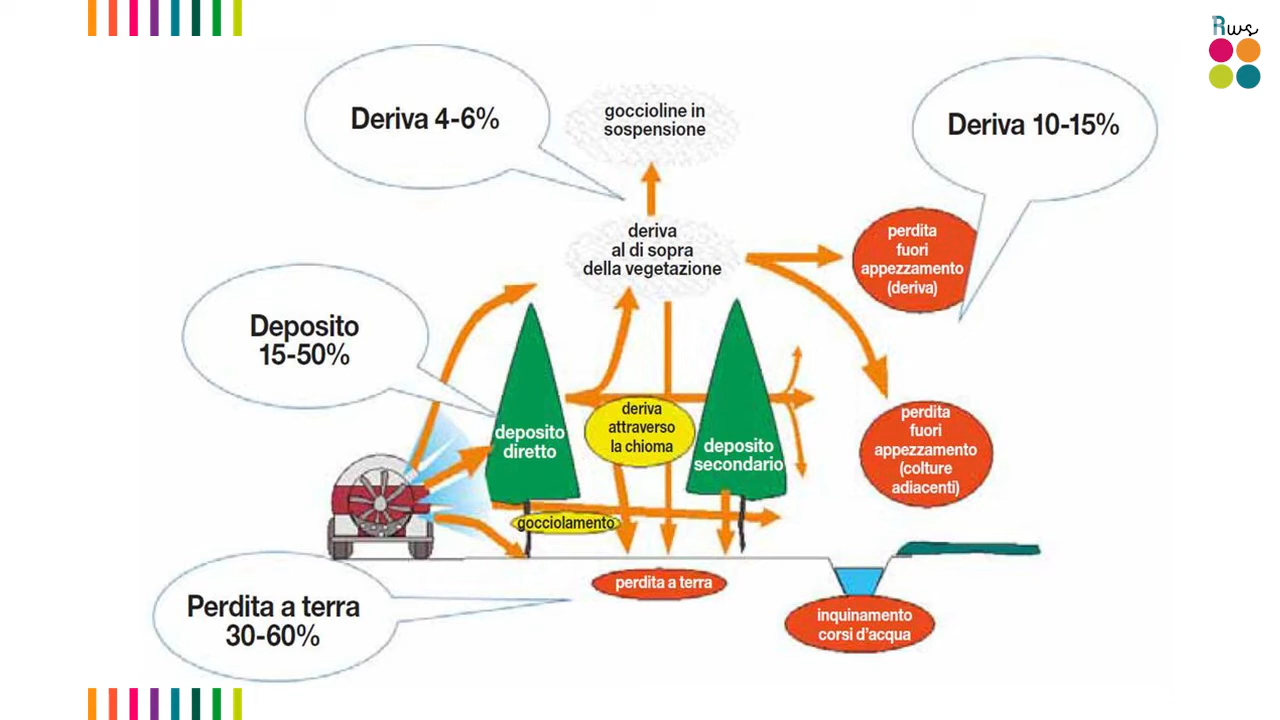 Rws
Deriva 4-6%
goccioline in
sospensione
Deriva 10-15%
deriva
al di sopra
della vegetazione
perdita
fuori
appezzamento
(deriva)
Deposito
15-50%
deposito
diretto
deriva
attraverso
la chioma
deposito
secondario
perdita
fuori
appezzamento
(colture
adiacenti)
gocciolamento
perdita a terra
Perdita a terra
30-60%
inquinamento
corsi d'acqua